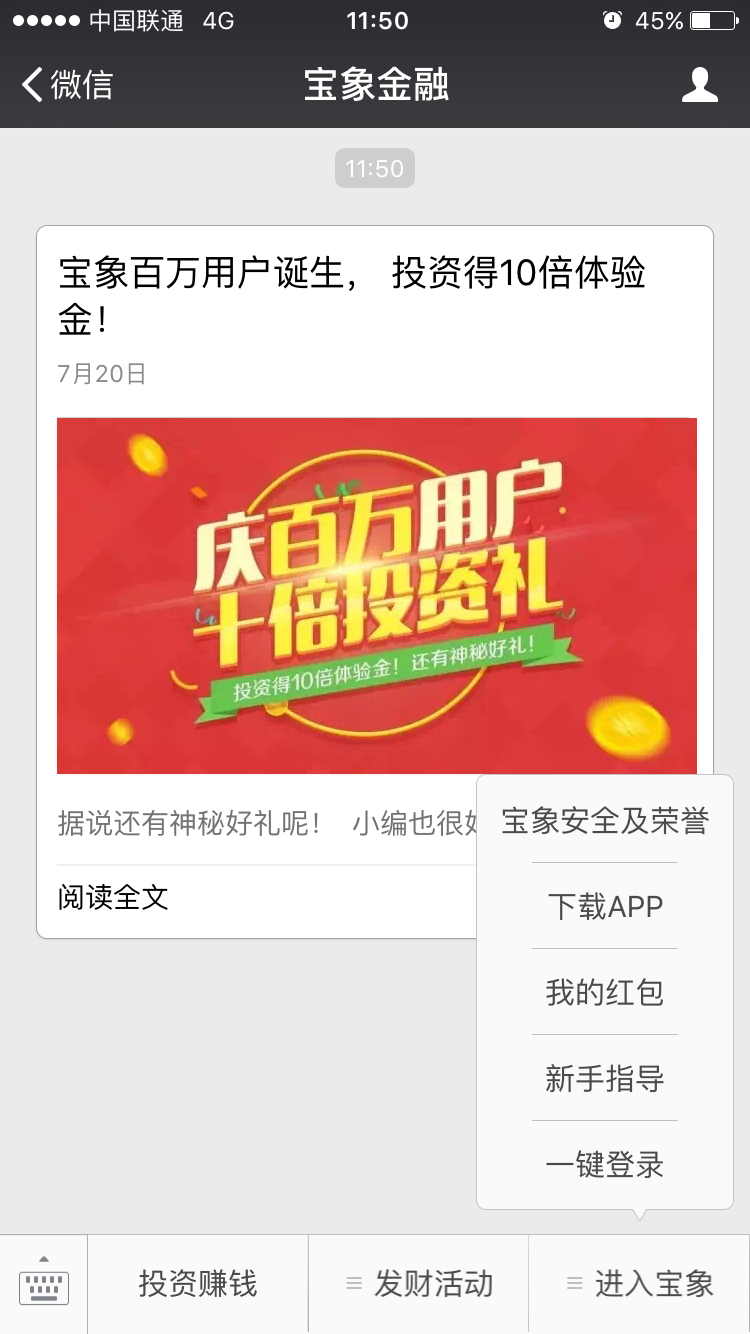 中国联通 4G 11:50 45%
微信 宝象金融
11:50
宝象百万用户诞生， 投资得10倍体验
金！
7月20日
庆百万用户
十倍投资礼
投资得10倍体验金！还有神秘好礼！
据说还有神秘好礼呢！ 小编也很
阅读全文
宝象安全及荣誉
下载APP
我的红包
新手指导
一键登录
投资赚钱 发财活动 进入宝象